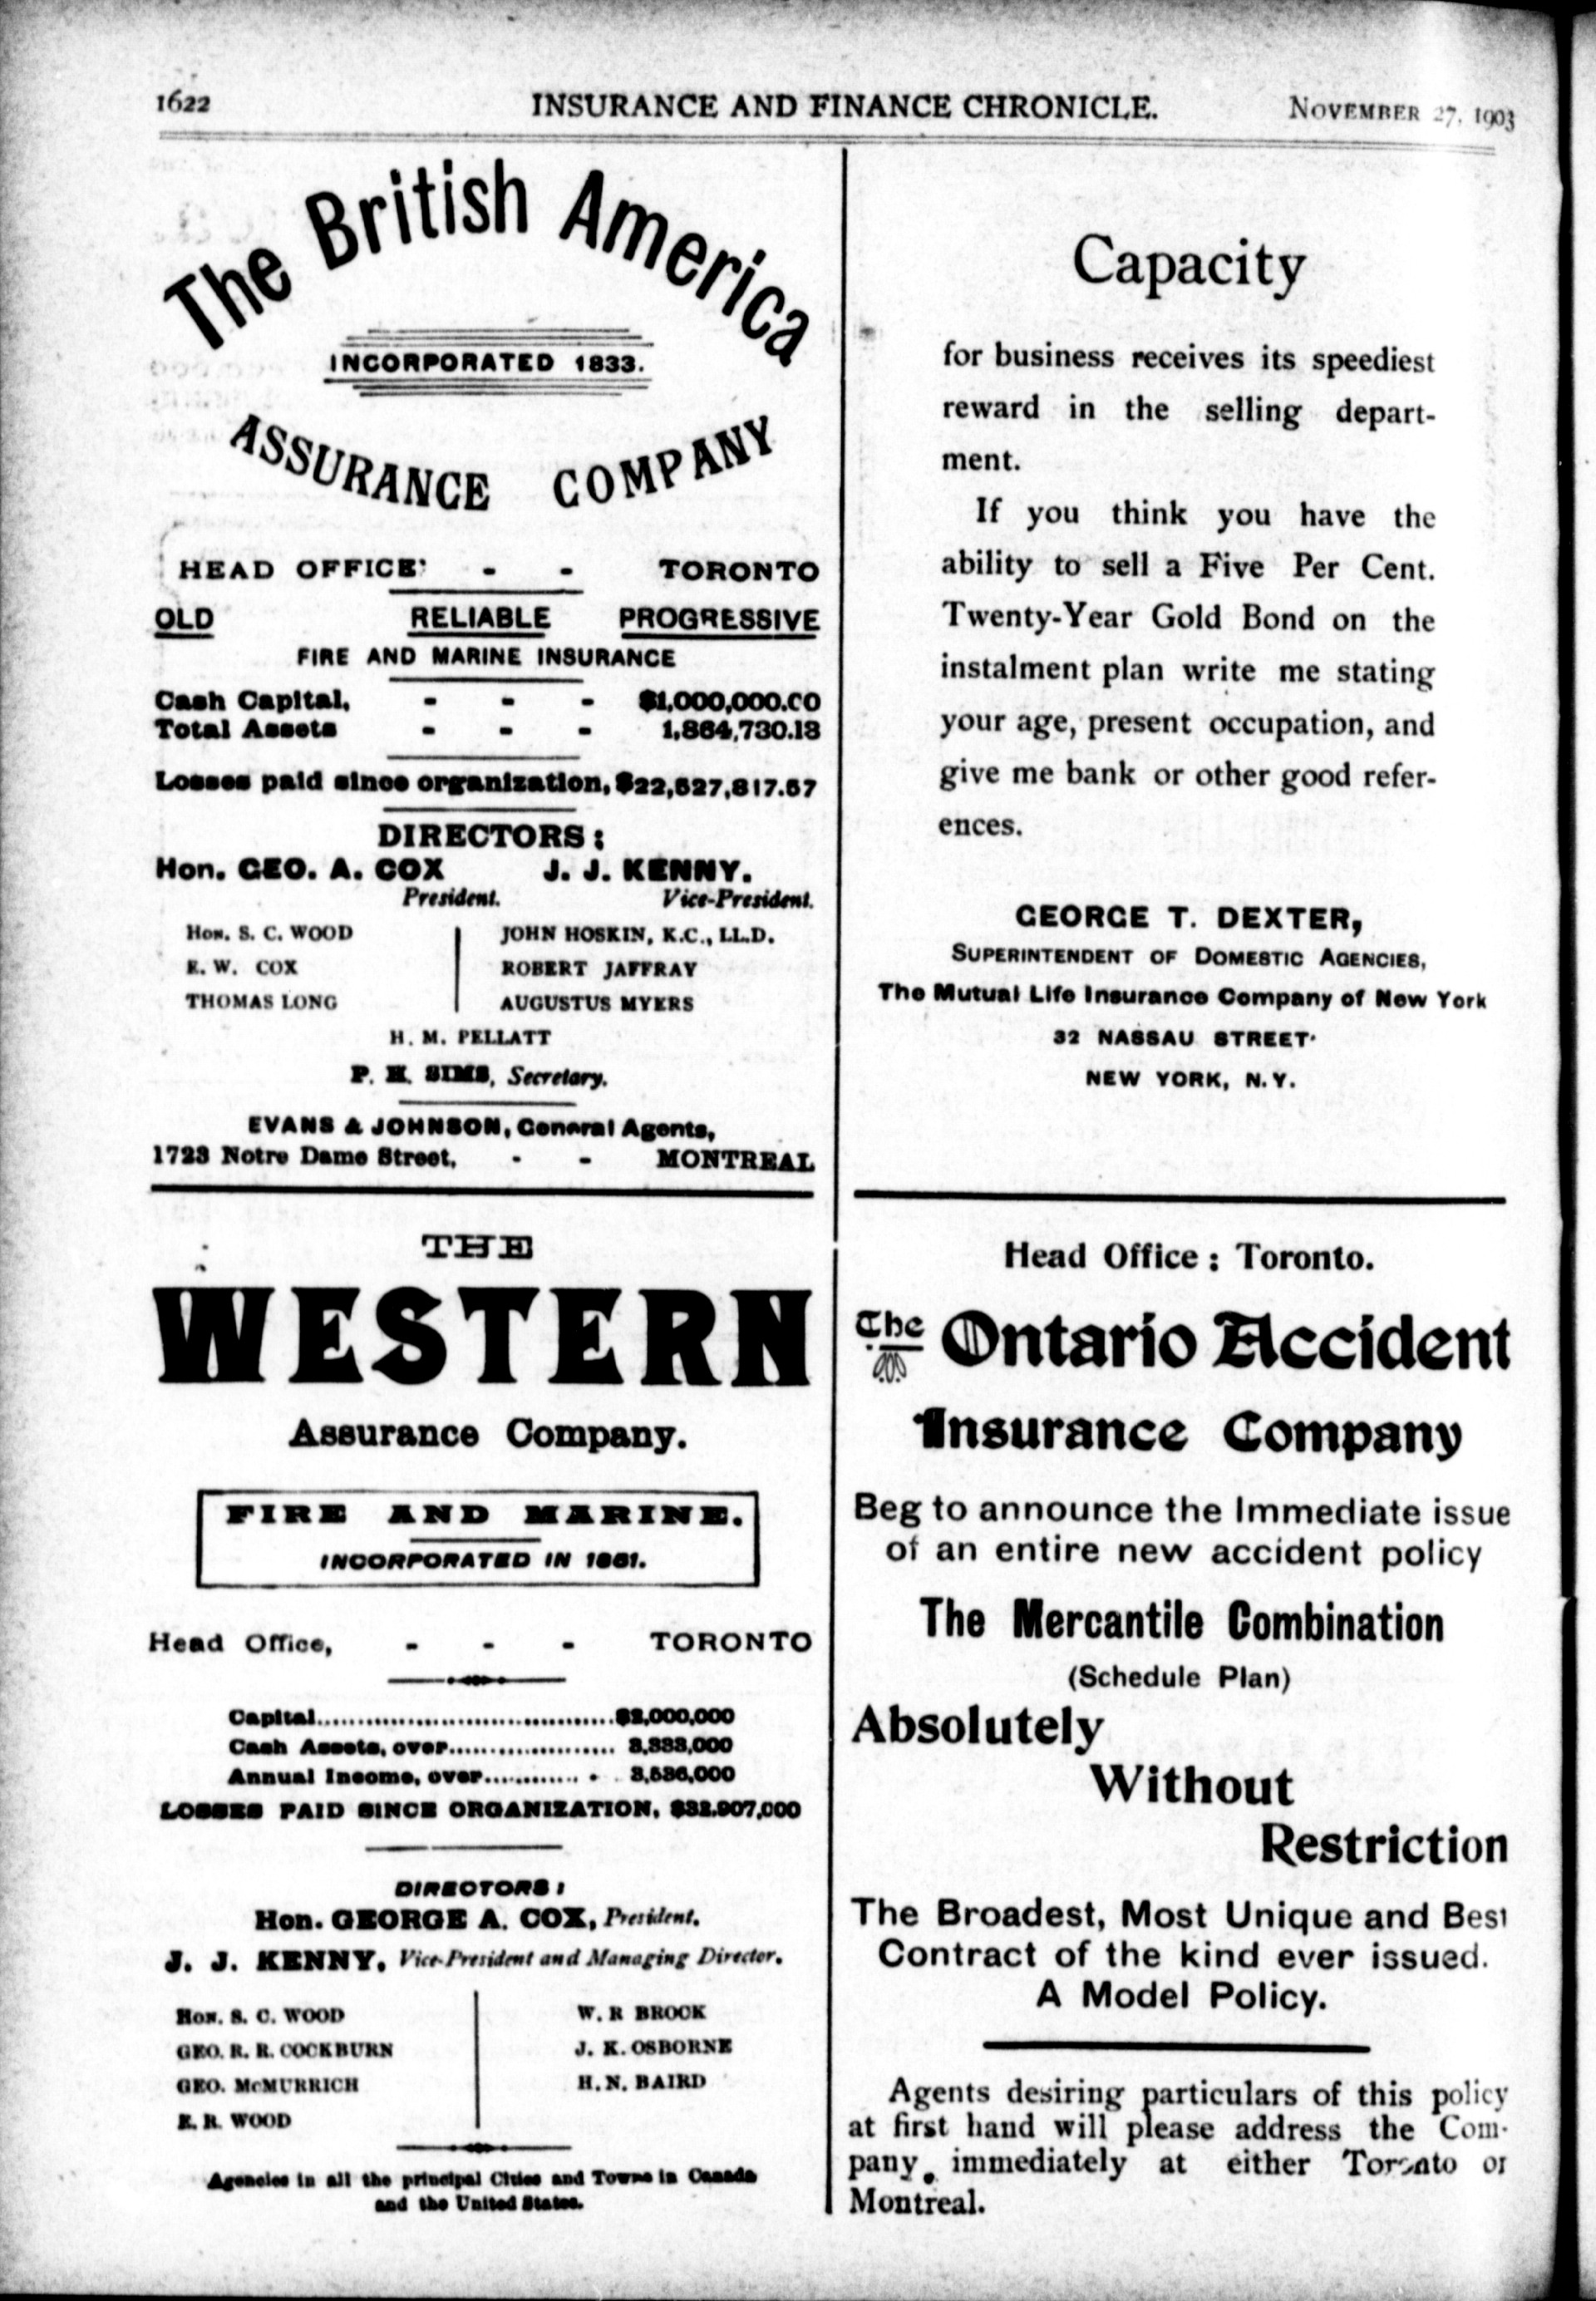 1622
INSURANCE AND FINANCE CHRONICLE.
NOVEMBER 27, 1903
The British America
INCORPORATED 1833.
ASSURANCE COMPANY
HEAD OFFICE - - TORONTO
OLD RELIABLE PROGRESSIVE
FIRE AND MARINE INSURANCE
Cash Capital, - - - $1,000,000.00
Total Assets - - - 1,864,730.13
Losses paid since organization, $22,527,817.57
DIRECTORS:
Hon. GEO. A. COX J. J. KENNY.
President. Vice-President.
HON. S. C. WOOD JOHN HOSKIN, K.C., LL.D.
E. W. COX ROBERT JAFFRAY
THOMAS LONG AUGUSTUS MYERS
H. M. PELLATT
P. H. SIMS, Secretary.
EVANS & JOHNSON, General Agents,
1723 Notre Dame Street, - - MONTREAL
THE
WESTERN
Assurance Company.
FIRE AND MARINE.
INCORPORATED IN 1851.
Head Office, - - - TORONTO
Capital....................................$2,000,000
Cash Assets, over.................... 3,333,000
Annual Income, over............ 3,536,000
LOSSES PAID SINCE ORGANIZATION, $32,907,000
DIRECTORS:
Hon. GEORGE A. COX, President.
J. J. KENNY, Vice-President and Managing Director.
HON. S. C. WOOD W. R BROCK
GEO. R. R. COCKBURN J. K. OSBORNE
GEO. McMURRICH H. N. BAIRD
E. R. WOOD
Agencies in all the principal Cities and Towns in Canada
and the United States.
Capacity
for business receives its speediest
reward in the selling depart-
ment.
If you think you have the
ability to sell a Five Per Cent.
Twenty-Year Gold Bond on the
instalment plan write me stating
your age, present occupation, and
give me bank or other good refer-
ences.
GEORGE T. DEXTER,
SUPERINTENDENT OF DOMESTIC AGENCIES,
The Mutual Life Insurance Company of New York
32 NASSAU STREET
NEW YORK, N.Y.
Head Office: Toronto.
The Ontario Accident
Insurance Company
Beg to announce the Immediate issue
of an entire new accident policy
The Mercantile Combination
(Schedule Plan)
Absolutely
Without
Restriction
The Broadest, Most Unique and Best
Contract of the kind ever issued.
A Model Policy.
Agents desiring particulars of this policy
at first hand will please address the Com-
pany, immediately at either Toronto or
Montreal.